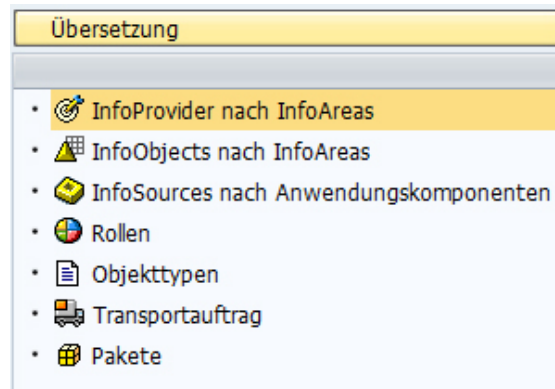 Übersetzung
InfoProvider nach InfoAreas
InfoObjects nach InfoAreas
InfoSources nach Anwendungskomponenten
Rollen
Objekttypen
Transportauftrag
Pakete